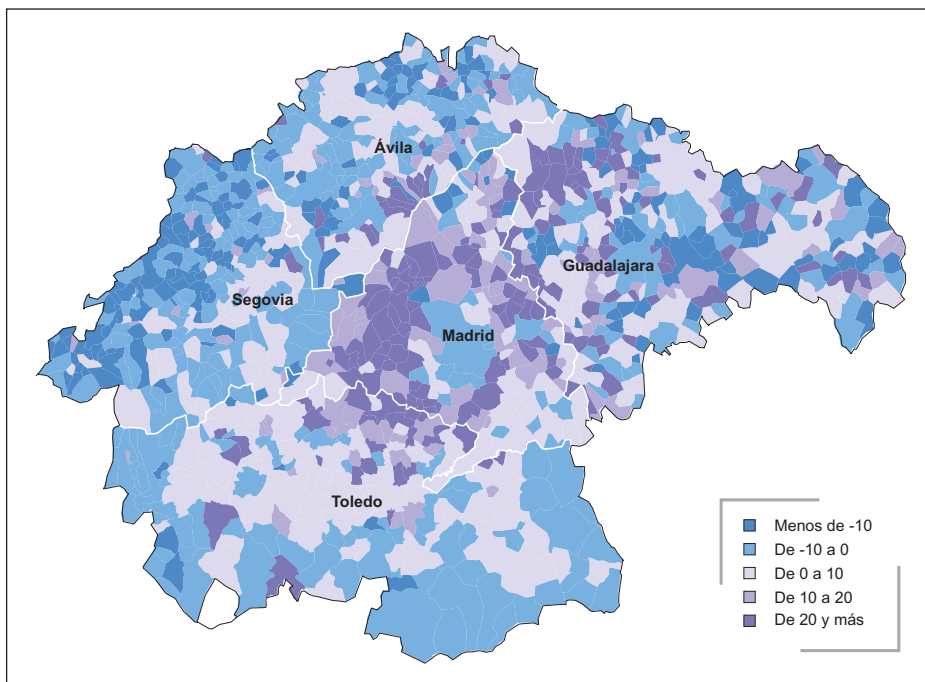 Ávila
Guadalajara
Segovia
Madrid
Toledo
Menos de -10
De -10 a 0
De 0 a 10
De 10 a 20
De 20 y más